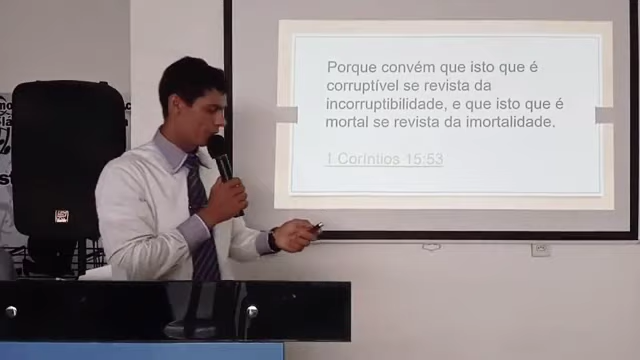 Porque convém que isto que é
corruptível se revista da
incorruptibilidade, e que isto que é
mortal se revista da imortalidade.
1 Coríntios 15:53